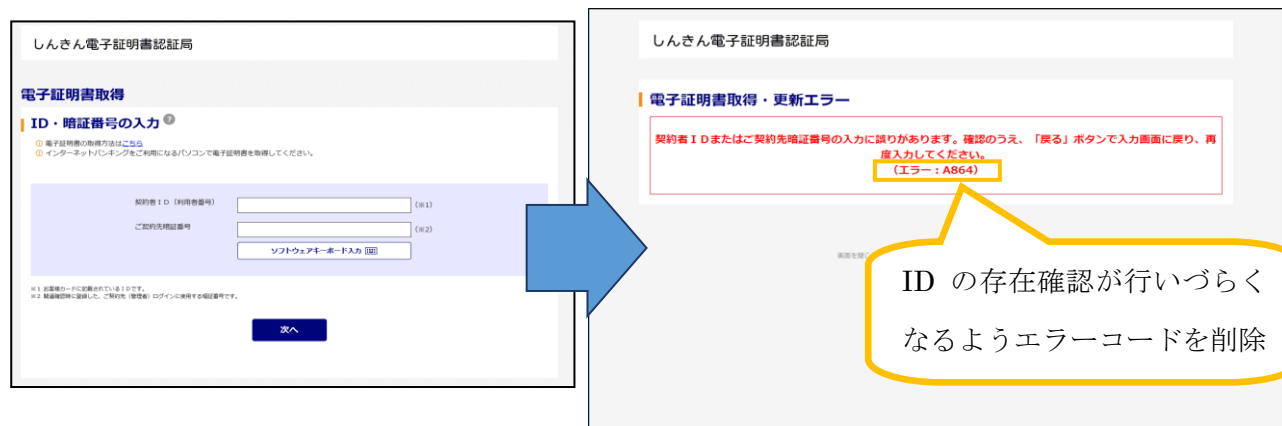 しんきん電子証明書認証局
電子証明書取得
ID・暗証番号の入力
電子証明書の取得方法はこちら
インターネットバンキングをご利用になるパソコンで電子証明書を取得してください。
契約者ＩＤ（利用者番号）
(※1)
ご契約先暗証番号
(※2)
ソフトウェアキーボード入力
※1 お客様カードに記載されているＩＤです。
※2 開通確認時に登録した、ご契約先（管理者）ログインに使用する暗証番号です。
次へ
しんきん電子証明書認証局
電子証明書取得・更新エラー
契約者ＩＤまたはご契約先暗証番号の入力に誤りがあります。確認のうえ、「戻る」ボタンで入力画面に戻り、再
度入力してください。
（エラー：A864）
画面を閉
ID の存在確認が行いづらく
なるようエラーコードを削除